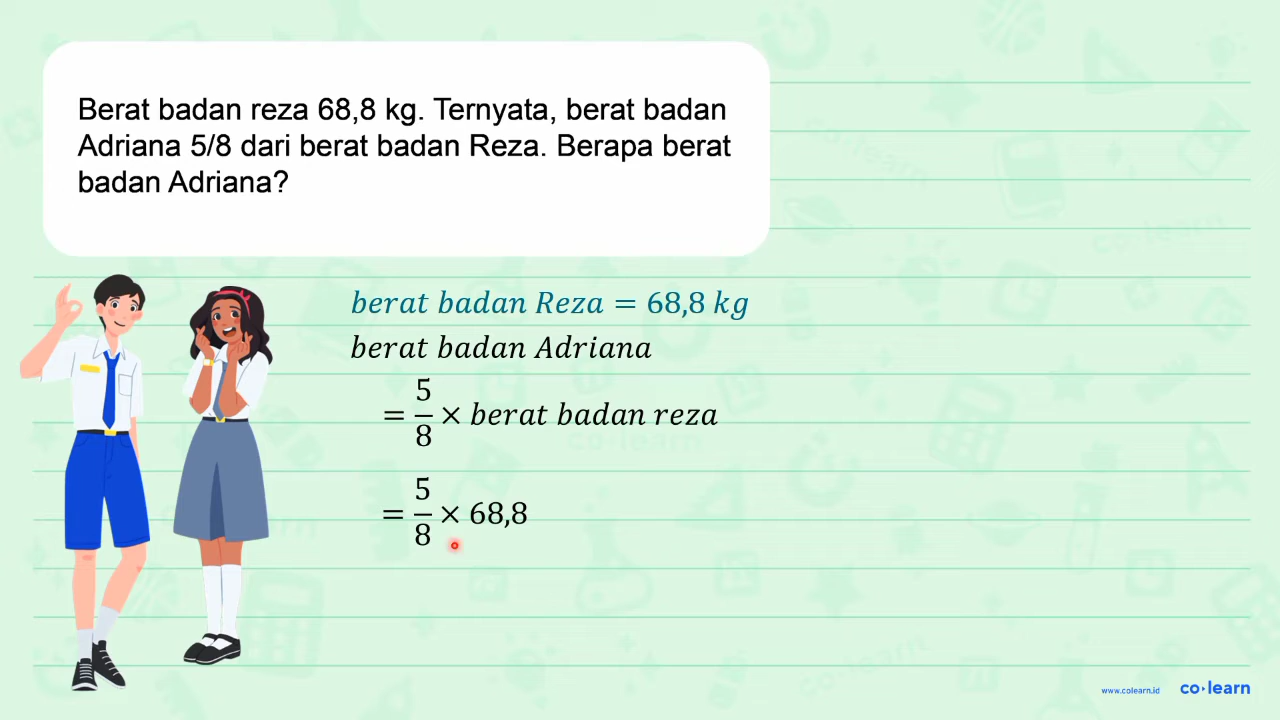 Berat badan reza 68,8 kg. Ternyata, berat badan
Adriana 5/8 dari berat badan Reza. Berapa berat
badan Adriana?
berat badan Reza = 68,8 kg
berat badan Adriana
= 5/8 × berat badan reza
= 5/8 × 68,8
www.colearn.id co·learn